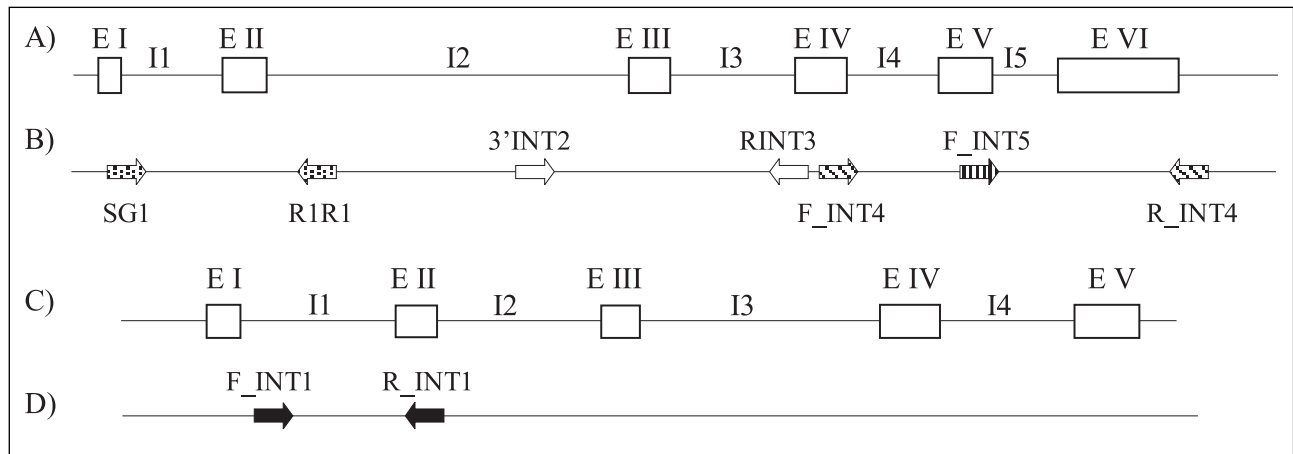 A) E I I1 E II I2 E III I3 E IV I4 E V I5 E VI
B) 3'INT2 RINT3 F_INT5
SG1 R1R1 F_INT4 R_INT4
C) E I I1 E II I2 E III I3 E IV I4 E V
D) F_INT1 R_INT1